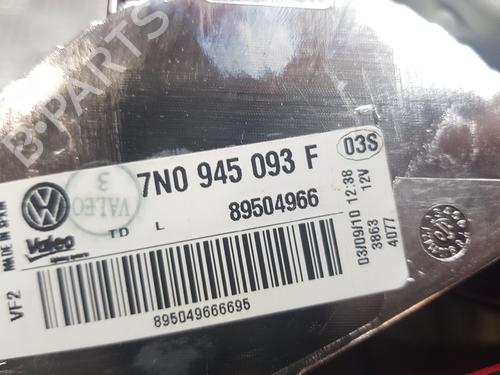 B-PARTS
7N0 945 093 F
03S
VALEO
3
89504966
Valeo
TD L
MADE IN SPAIN
VF2
03/09/10 12:38
12V
3863
4077
895049666695